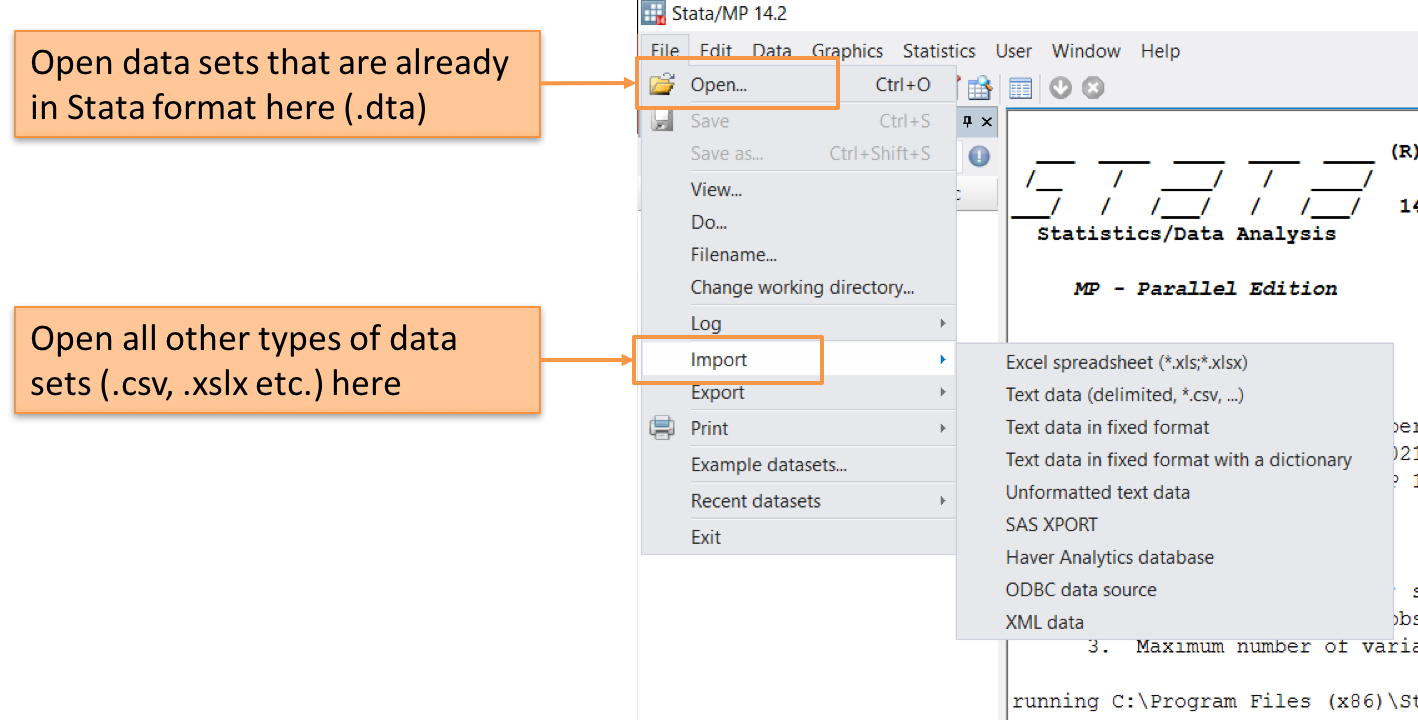 Stata/MP 14.2
File Edit Data Graphics Statistics User Window Help
Open data sets that are already
in Stata format here (.dta)
Open... Ctrl+O
Save Ctrl+S
Save as... Ctrl+Shift+S
View...
Do...
Filename...
Change working directory...
Log
Import
Export
Print
Example datasets...
Recent datasets
Exit
Open all other types of data
sets (.csv, .xslx etc.) here
Excel spreadsheet (*.xls;*.xlsx)
Text data (delimited, *.csv, ...)
Text data in fixed format
Text data in fixed format with a dictionary
Unformatted text data
SAS XPORT
Haver Analytics database
ODBC data source
XML data
(R)
STATA
14
Statistics/Data Analysis
MP - Parallel Edition
3. Maximum number of varia
running C:\Program Files (x86)\St